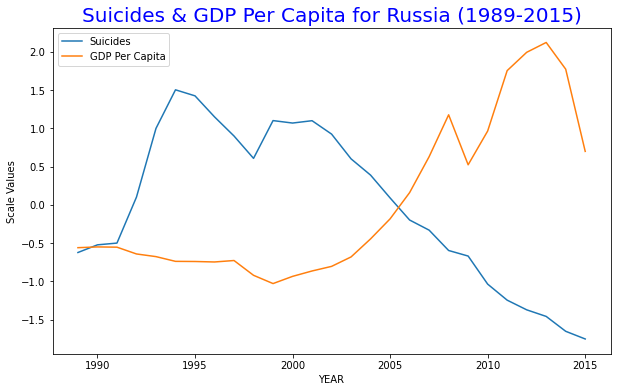 Suicides & GDP Per Capita for Russia (1989-2015)
Suicides
GDP Per Capita
Scale Values
2.0
1.5
1.0
0.5
0.0
−0.5
−1.0
−1.5
1990 1995 2000 2005 2010 2015
YEAR